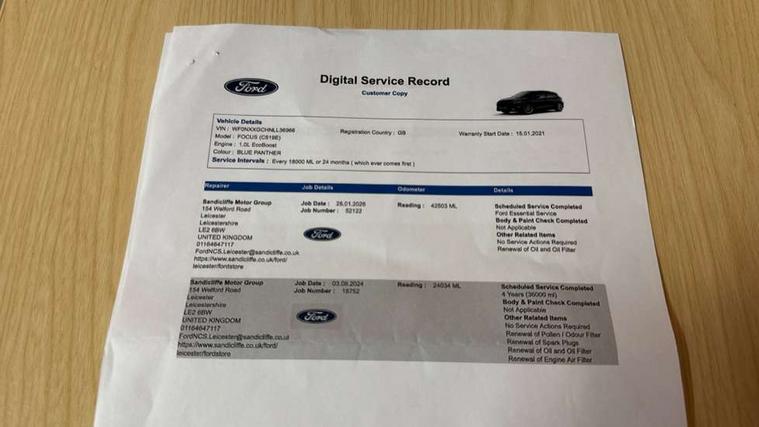 Ford
Digital Service Record
Customer Copy
Vehicle Details
VIN : WF0NXXGCHNLL36966
Registration Country : GB
Warranty Start Date : 15.01.2021
Model : FOCUS (C519E)
Engine : 1.0L EcoBoost
Colour : BLUE PANTHER
Service Intervals : Every 18000 ML or 24 months ( which ever comes first )
Repairer Job Details Odometer Details
Sandicliffe Motor Group
154 Welford Road
Leicester
Leicestershire
LE2 6BW
UNITED KINGDOM
01164647117
FordNCS.Leicester@sandicliffe.co.uk
https://www.sandicliffe.co.uk/ford/
leicester/fordstore
Job Date : 26.01.2026
Job Number : 52122
Ford
Reading : 42503 ML
Scheduled Service Completed
Ford Essential Service
Body & Paint Check Completed
Not Applicable
Other Related Items
No Service Actions Required
Renewal of Oil and Oil Filter
Sandicliffe Motor Group
154 Welford Road
Leicester
Leicestershire
LE2 6BW
UNITED KINGDOM
01164647117
FordNCS.Leicester@sandicliffe.co.uk
https://www.sandicliffe.co.uk/ford/
leicester/fordstore
Job Date : 03.08.2024
Job Number : 18752
Ford
Reading : 24034 ML
Scheduled Service Completed
4 Years (36000 ml)
Body & Paint Check Completed
Not Applicable
Other Related Items
No Service Actions Required
Renewal of Pollen / Odour Filter
Renewal of Spark Plugs
Renewal of Oil and Oil Filter
Renewal of Engine Air Filter